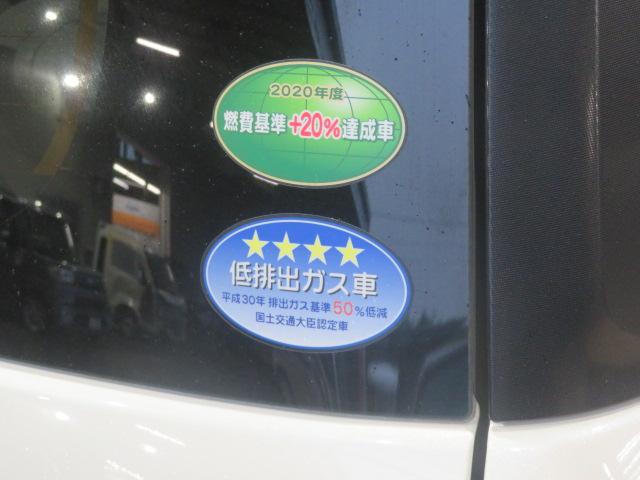 2020年度
燃費基準+20%達成車
★★★★
低排出ガス車
平成30年 排出ガス基準50%低減
国土交通大臣認定車